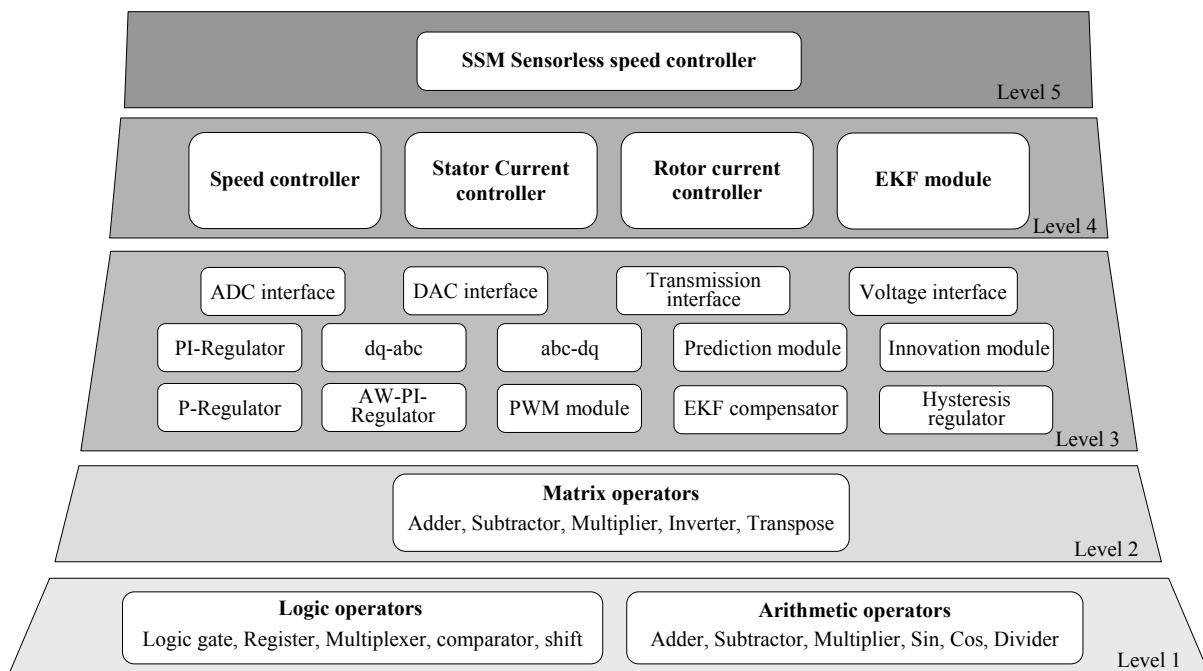 SSM Sensorless speed controller
Level 5
Speed controller
Stator Current
controller
Rotor current
controller
EKF module
Level 4
ADC interface
DAC interface
Transmission
interface
Voltage interface
PI-Regulator
dq-abc
abc-dq
Prediction module
Innovation module
P-Regulator
AW-PI-
Regulator
PWM module
EKF compensator
Hysteresis
regulator
Level 3
Matrix operators
Adder, Subtractor, Multiplier, Inverter, Transpose
Level 2
Logic operators
Logic gate, Register, Multiplexer, comparator, shift
Arithmetic operators
Adder, Subtractor, Multiplier, Sin, Cos, Divider
Level 1